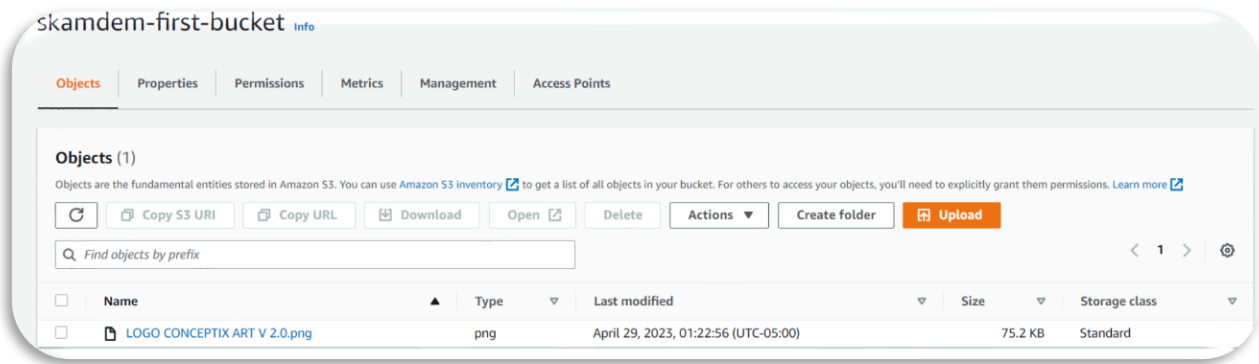 skamdem-first-bucket Info
Objects Properties Permissions Metrics Management Access Points
Objects (1)
Objects are the fundamental entities stored in Amazon S3. You can use Amazon S3 inventory to get a list of all objects in your bucket. For others to access your objects, you'll need to explicitly grant them permissions. Learn more
Copy S3 URI Copy URL Download Open Delete Actions Create folder Upload
Find objects by prefix 1
Name Type Last modified Size Storage class
LOGO CONCEPTIX ART V 2.0.png png April 29, 2023, 01:22:56 (UTC-05:00) 75.2 KB Standard